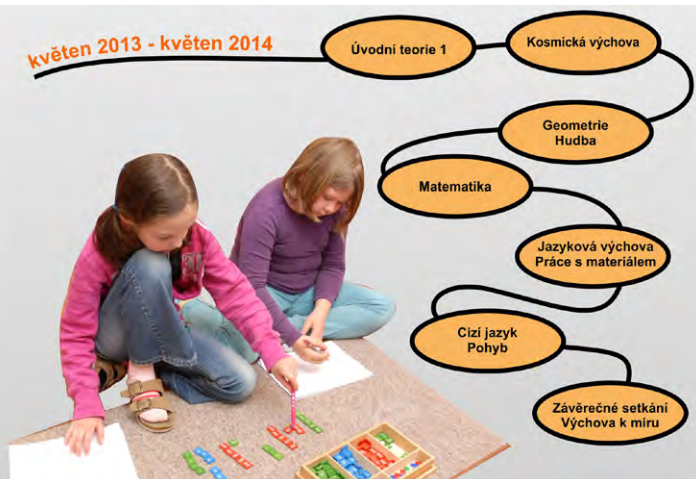 květen 2013 - květen 2014
Úvodní teorie 1
Kosmická výchova
Geometrie
Hudba
Matematika
Jazyková výchova
Práce s materiálem
Cizí jazyk
Pohyb
Závěrečné setkání
Výchova k míru